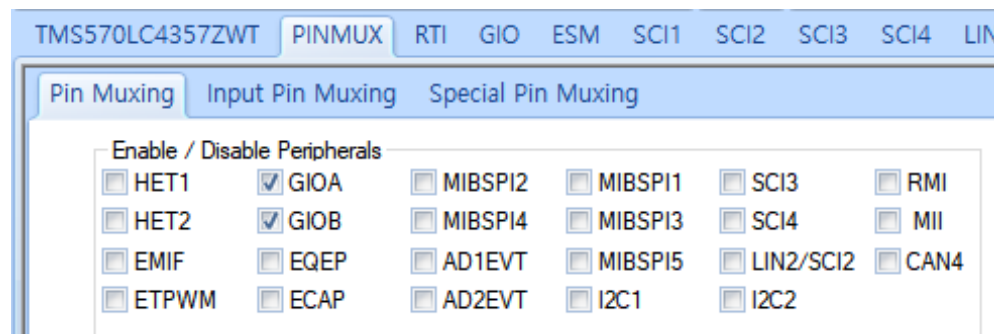 TMS570LC4357ZWT PINMUX RTI GIO ESM SCI1 SCI2 SCI3 SCI4 LIN
Pin Muxing Input Pin Muxing Special Pin Muxing
Enable / Disable Peripherals
HET1 GIOA MIBSPI2 MIBSPI1 SCI3 RMI
HET2 GIOB MIBSPI4 MIBSPI3 SCI4 MII
EMIF EQEP AD1EVT MIBSPI5 LIN2/SCI2 CAN4
ETPWM ECAP AD2EVT I2C1 I2C2